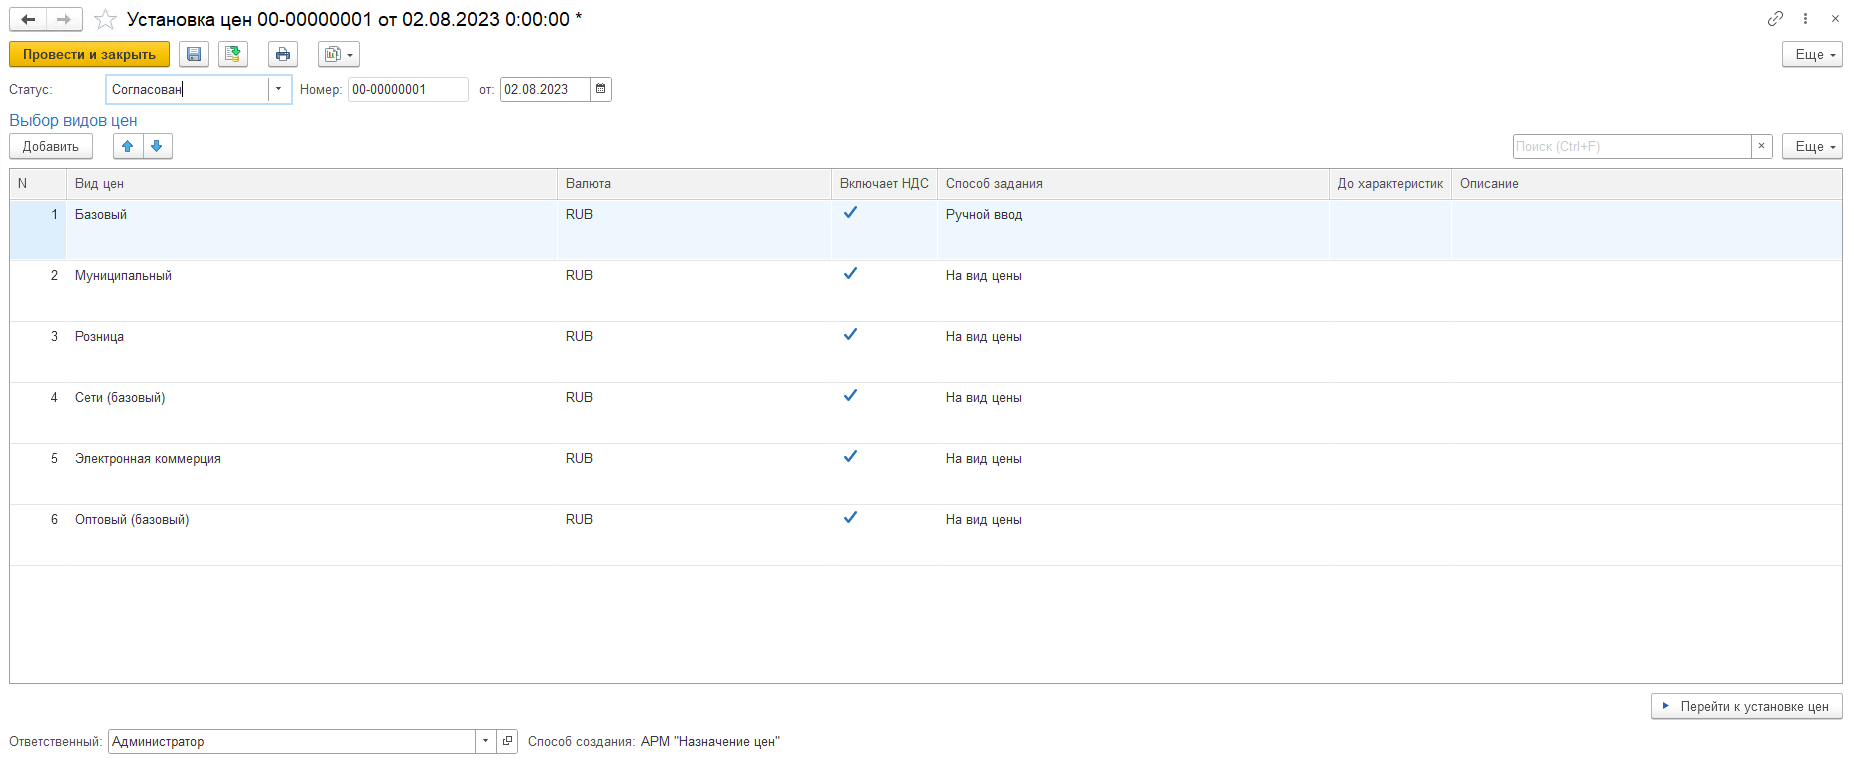 Установка цен 00-00000001 от 02.08.2023 0:00:00 *
Провести и закрыть
Еще
Статус: Согласован Номер: 00-00000001 от: 02.08.2023
Выбор видов цен
Добавить Поиск (Ctrl+F) × Еще
N Вид цен Валюта Включает НДС Способ задания До характеристик Описание
1 Базовый RUB Ручной ввод
2 Муниципальный RUB На вид цены
3 Розница RUB На вид цены
4 Сети (базовый) RUB На вид цены
5 Электронная коммерция RUB На вид цены
6 Оптовый (базовый) RUB На вид цены
Перейти к установке цен
Ответственный: Администратор Способ создания: АРМ "Назначение цен"